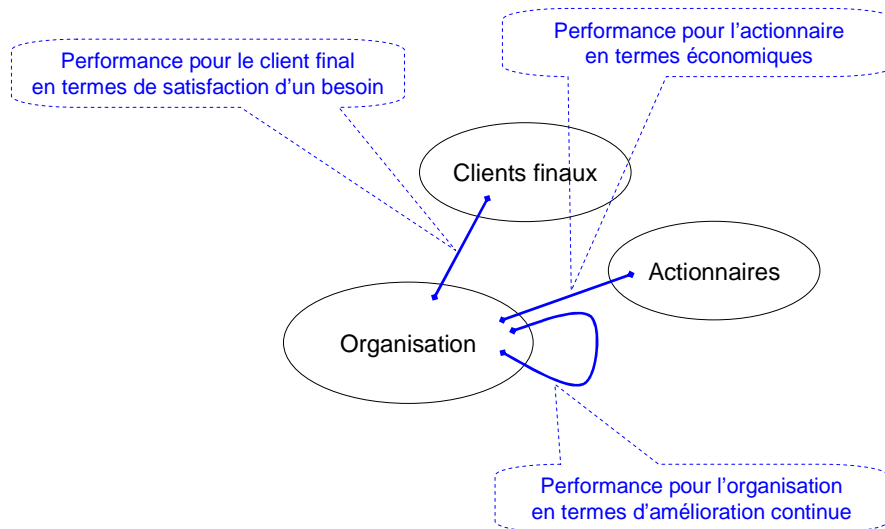 Performance pour l’actionnaire
en termes économiques
Performance pour le client final
en termes de satisfaction d’un besoin
Clients finaux
Actionnaires
Organisation
Performance pour l’organisation
en termes d’amélioration continue